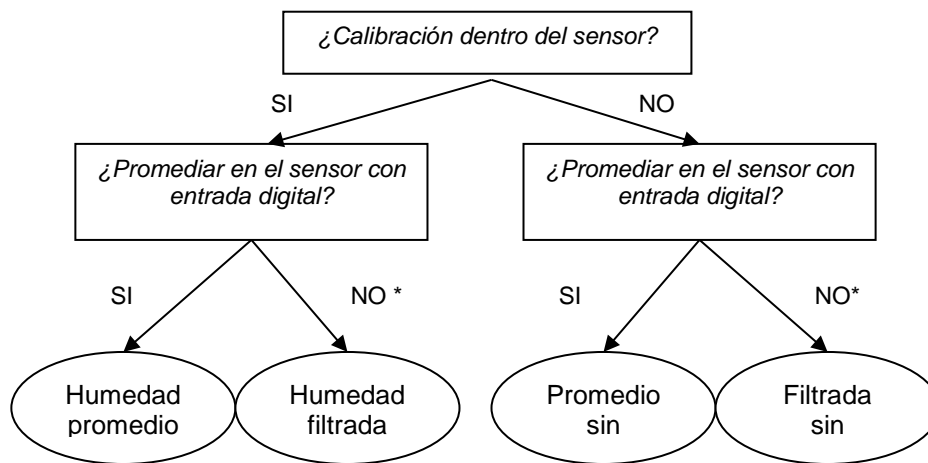 ¿Calibración dentro del sensor?
SI
NO
¿Promediar en el sensor con
entrada digital?
¿Promediar en el sensor con
entrada digital?
SI
NO *
SI
NO*
Humedad
promedio
Humedad
filtrada
Promedio
sin
Filtrada
sin